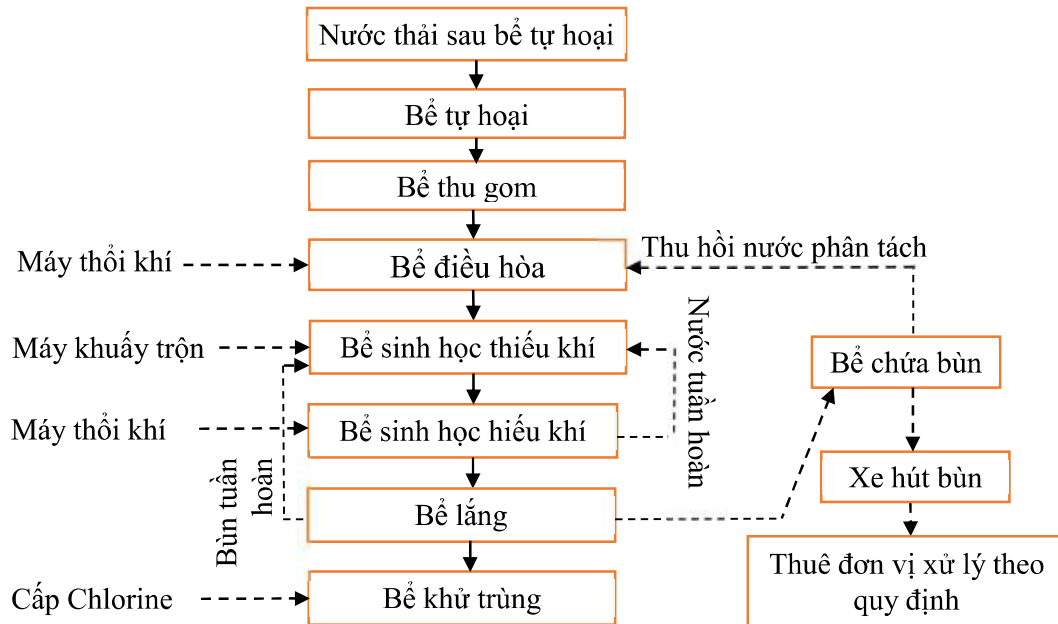 Nước thải sau bể tự hoại
Bể tự hoại
Bể thu gom
Máy thổi khí
Bể điều hòa
Thu hồi nước phân tách
Máy khuấy trộn
Bể sinh học thiếu khí
Nước tuần hoàn
Bể chứa bùn
Máy thổi khí
Bể sinh học hiếu khí
Bùn tuần
hoàn
Xe hút bùn
Bể lắng
Thuê đơn vị xử lý theo
quy định
Cấp Chlorine
Bể khử trùng